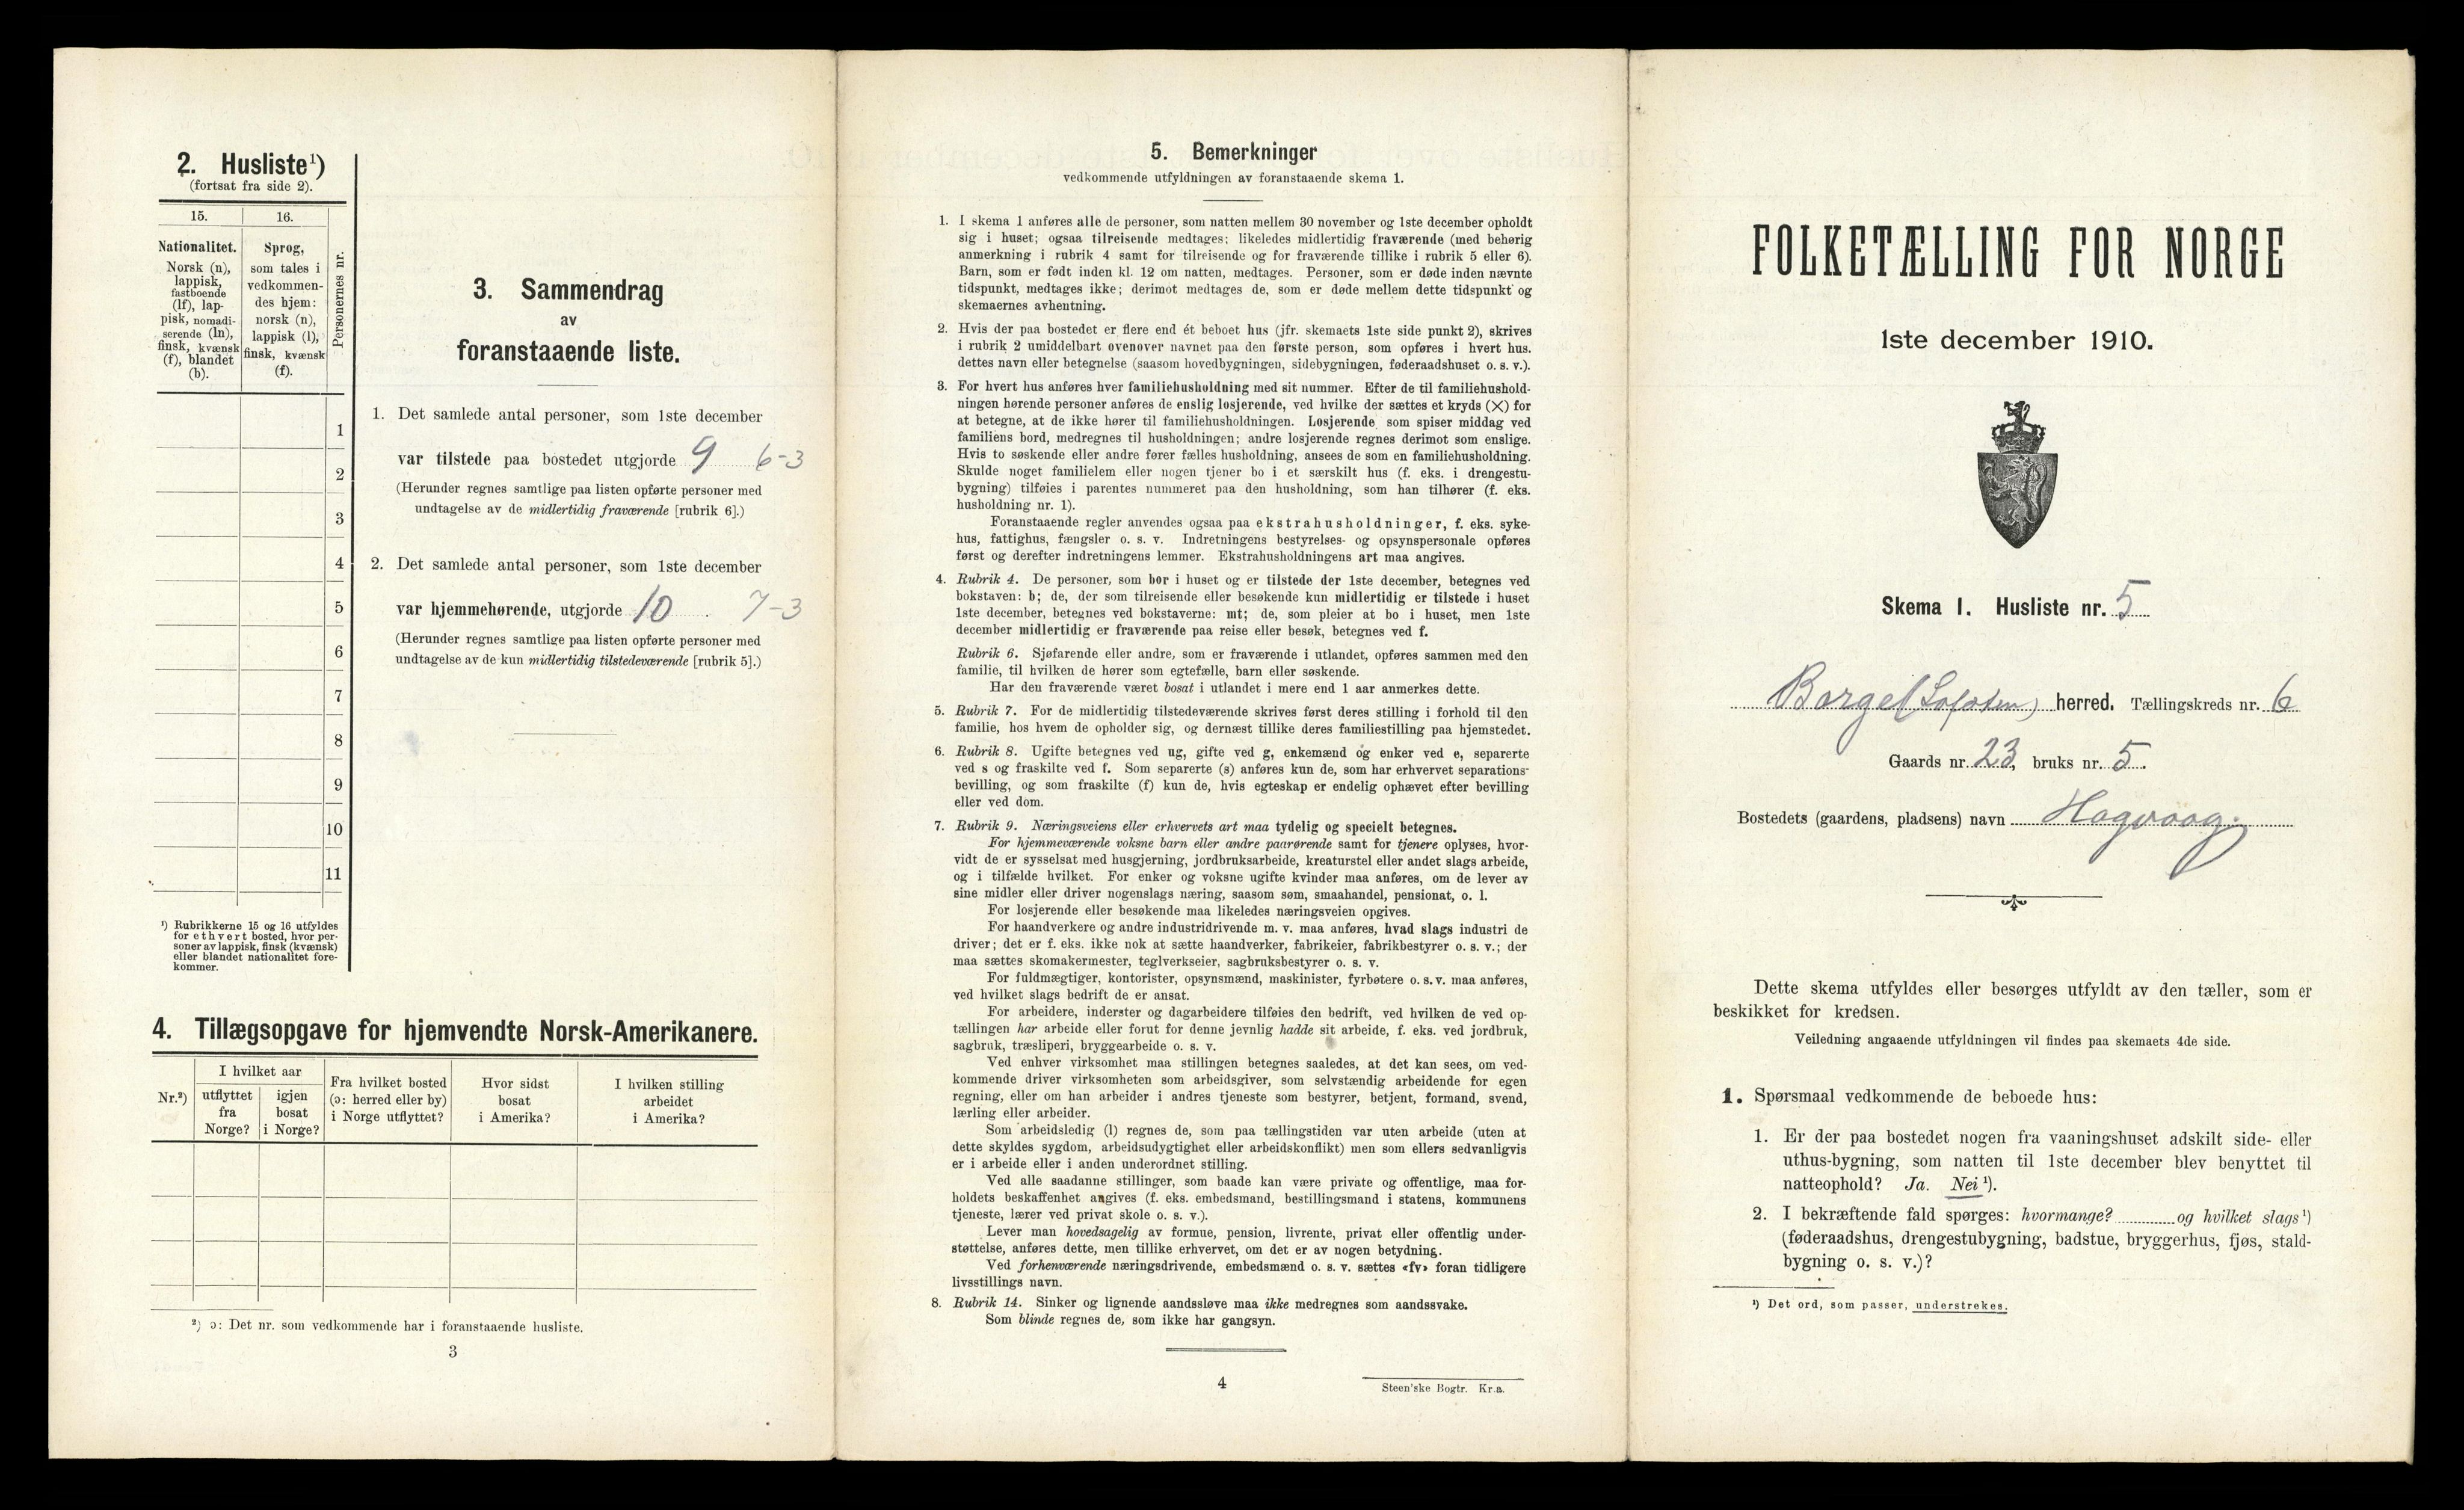 2. Husliste¹)
(fortsat fra side 2).
15.
16.
Nationalitet.
Norsk (n),
lappisk,
fastboende
(lf), lap-
pisk, nomadi-
serende (ln),
finsk, kvænsk
(f), blandet
(b).
Sprog,
som tales i
vedkommen-
des hjem:
norsk (n),
lappisk (l),
finsk, kvænsk
(f).
Personernes nr.
1
2
3
4
5
6
7
8
9
10
11
¹) Rubrikkerne 15 og 16 utfyldes
for ethvert bosted, hvor per-
soner av lappisk, finsk (kvænsk)
eller blandet nationalitet fore-
kommer.
3. Sammendrag
av
foranstaaende liste.
1. Det samlede antal personer, som 1ste december
var tilstede paa bostedet utgjorde 9 6-3
(Herunder regnes samtlige paa listen opførte personer med
undtagelse av de midlertidig fraværende [rubrik 6].)
2. Det samlede antal personer, som 1ste december
var hjemmehørende, utgjorde 10 . 7-3
(Herunder regnes samtlige paa listen opførte personer med
undtagelse av de kun midlertidig tilstedeværende [rubrik 5].)
4. Tillægsopgave for hjemvendte Norsk-Amerikanere.
Nr.²)
I hvilket aar
utflyttet
fra
Norge?
igjen
bosat
i Norge?
Fra hvilket bosted
(ɔ: herred eller by)
i Norge utflyttet?
Hvor sidst
bosat
i Amerika?
I hvilken stilling
arbeidet
i Amerika?
²) ɔ: Det nr. som vedkommende har i foranstaaende husliste.
3
5. Bemerkninger
vedkommende utfyldningen av foranstaaende skema 1.
1. I skema 1 anføres alle de personer, som natten mellem 30 november og 1ste december opholdt
sig i huset; ogsaa tilreisende medtages; likeledes midlertidig fraværende (med behørig
anmerkning i rubrik 4 samt for tilreisende og for fraværende tillike i rubrik 5 eller 6).
Barn, som er født inden kl. 12 om natten, medtages. Personer, som er døde inden nævnte
tidspunkt, medtages ikke; derimot medtages de, som er døde mellem dette tidspunkt og
skemaernes avhentning.
2. Hvis der paa bostedet er flere end ét beboet hus (jfr. skemaets 1ste side punkt 2), skrives
i rubrik 2 umiddelbart ovenover navnet paa den første person, som opføres i hvert hus.
dettes navn eller betegnelse (saasom hovedbygningen, sidebygningen, føderaadshuset o. s. v.).
3. For hvert hus anføres hver familiehusholdning med sit nummer. Efter de til familiehushold-
ningen hørende personer anføres de enslig losjerende, ved hvilke der sættes et kryds (×) for
at betegne, at de ikke hører til familiehusholdningen. Losjerende som spiser middag ved
familiens bord, medregnes til husholdningen; andre losjerende regnes derimot som enslige.
Hvis to søskende eller andre fører fælles husholdning, ansees de som en familiehusholdning.
Skulde noget familielem eller nogen tjener bo i et særskilt hus (f. eks. i drengestu-
bygning) tilføies i parentes nummeret paa den husholdning, som han tilhører (f. eks.
husholdning nr. 1).
Foranstaaende regler anvendes ogsaa paa ekstrahusholdninger, f. eks. syke-
hus, fattighus, fængsler o. s. v. Indretningens bestyrelses- og opsynspersonale opføres
først og derefter indretningens lemmer. Ekstrahusholdningens art maa angives.
4. Rubrik 4. De personer, som bor i huset og er tilstede der 1ste december, betegnes ved
bokstaven: b; de, der som tilreisende eller besøkende kun midlertidig er tilstede i huset
1ste december, betegnes ved bokstaverne: mt; de, som pleier at bo i huset, men 1ste
december midlertidig er fraværende paa reise eller besøk, betegnes ved f.
Rubrik 6. Sjøfarende eller andre, som er fraværende i utlandet, opføres sammen med den
familie, til hvilken de hører som egtefælle, barn eller søskende.
Har den fraværende været bosat i utlandet i mere end 1 aar anmerkes dette.
5. Rubrik 7. For de midlertidig tilstedeværende skrives først deres stilling i forhold til den
familie, hos hvem de opholder sig, og dernæst tillike deres familiestilling paa hjemstedet.
6. Rubrik 8. Ugifte betegnes ved ug, gifte ved g, enkemænd og enker ved e, separerte
ved s og fraskilte ved f. Som separerte (s) anføres kun de, som har erhvervet separations-
bevilling, og som fraskilte (f) kun de, hvis egteskap er endelig ophævet efter bevilling
eller ved dom.
7. Rubrik 9. Næringsveiens eller erhvervets art maa tydelig og specielt betegnes.
For hjemmeværende voksne barn eller andre paarørende samt for tjenere oplyses, hvor-
vidt de er sysselsat med husgjerning, jordbruksarbeide, kreaturstel eller andet slags arbeide,
og i tilfælde hvilket. For enker og voksne ugifte kvinder maa anføres, om de lever av
sine midler eller driver nogenslags næring, saasom søm, smaahandel, pensionat, o. l.
For losjerende eller besøkende maa likeledes næringsveien opgives.
For haandverkere og andre industridrivende m. v. maa anføres, hvad slags industri de
driver; det er f. eks. ikke nok at sætte haandverker, fabrikeier, fabrikbestyrer o. s. v.; der
maa sættes skomakermester, teglverkseier, sagbruksbestyrer o. s. v.
For fuldmægtiger, kontorister, opsynsmænd, maskinister, fyrbøtere o. s. v. maa anføres,
ved hvilket slags bedrift de er ansat.
For arbeidere, inderster og dagarbeidere tilføies den bedrift, ved hvilken de ved op-
tællingen har arbeide eller forut for denne jevnlig hadde sit arbeide, f. eks. ved jordbruk,
sagbruk, træsliperi, bryggearbeide o. s. v.
Ved enhver virksomhet maa stillingen betegnes saaledes, at det kan sees, om ved-
kommende driver virksomheten som arbeidsgiver, som selvstændig arbeidende for egen
regning, eller om han arbeider i andres tjeneste som bestyrer, betjent, formand, svend,
lærling eller arbeider.
Som arbeidsledig (l) regnes de, som paa tællingstiden var uten arbeide (uten at
dette skyldes sygdom, arbeidsudygtighet eller arbeidskonflikt) men som ellers sedvanligvis
er i arbeide eller i anden underordnet stilling.
Ved alle saadanne stillinger, som baade kan være private og offentlige, maa for-
holdets beskaffenhet angives (f. eks. embedsmand, bestillingsmand i statens, kommunens
tjeneste, lærer ved privat skole o. s. v.).
Lever man hovedsagelig av formue, pension, livrente, privat eller offentlig under-
støttelse, anføres dette, men tillike erhvervet, om det er av nogen betydning.
Ved forhenværende næringsdrivende, embedsmænd o. s. v. sættes «fv» foran tidligere
livsstillings navn.
8. Rubrik 14. Sinker og lignende aandssløve maa ikke medregnes som aandssvake.
Som blinde regnes de, som ikke har gangsyn.
4
Steen'ske Bogtr. Kr.a.
FOLKETÆLLING FOR NORGE
1ste december 1910.
Skema 1. Husliste nr. 5
Borge (Lofoten) herred. Tællingskreds nr. 6
Gaards nr. 23, bruks nr. 5.
Bostedets (gaardens, pladsens) navn Hagvaag.
Dette skema utfyldes eller besørges utfyldt av den tæller, som er
beskikket for kredsen.
Veiledning angaaende utfyldningen vil findes paa skemaets 4de side.
1. Spørsmaal vedkommende de beboede hus:
1. Er der paa bostedet nogen fra vaaningshuset adskilt side- eller
uthus-bygning, som natten til 1ste december blev benyttet til
natteophold? Ja. Nei ¹).
2. I bekræftende fald spørges: hvormange? og hvilket slags ¹)
(føderaadshus, drengestubygning, badstue, bryggerhus, fjøs, stald-
bygning o. s. v.)?
¹) Det ord, som passer, understrekes.